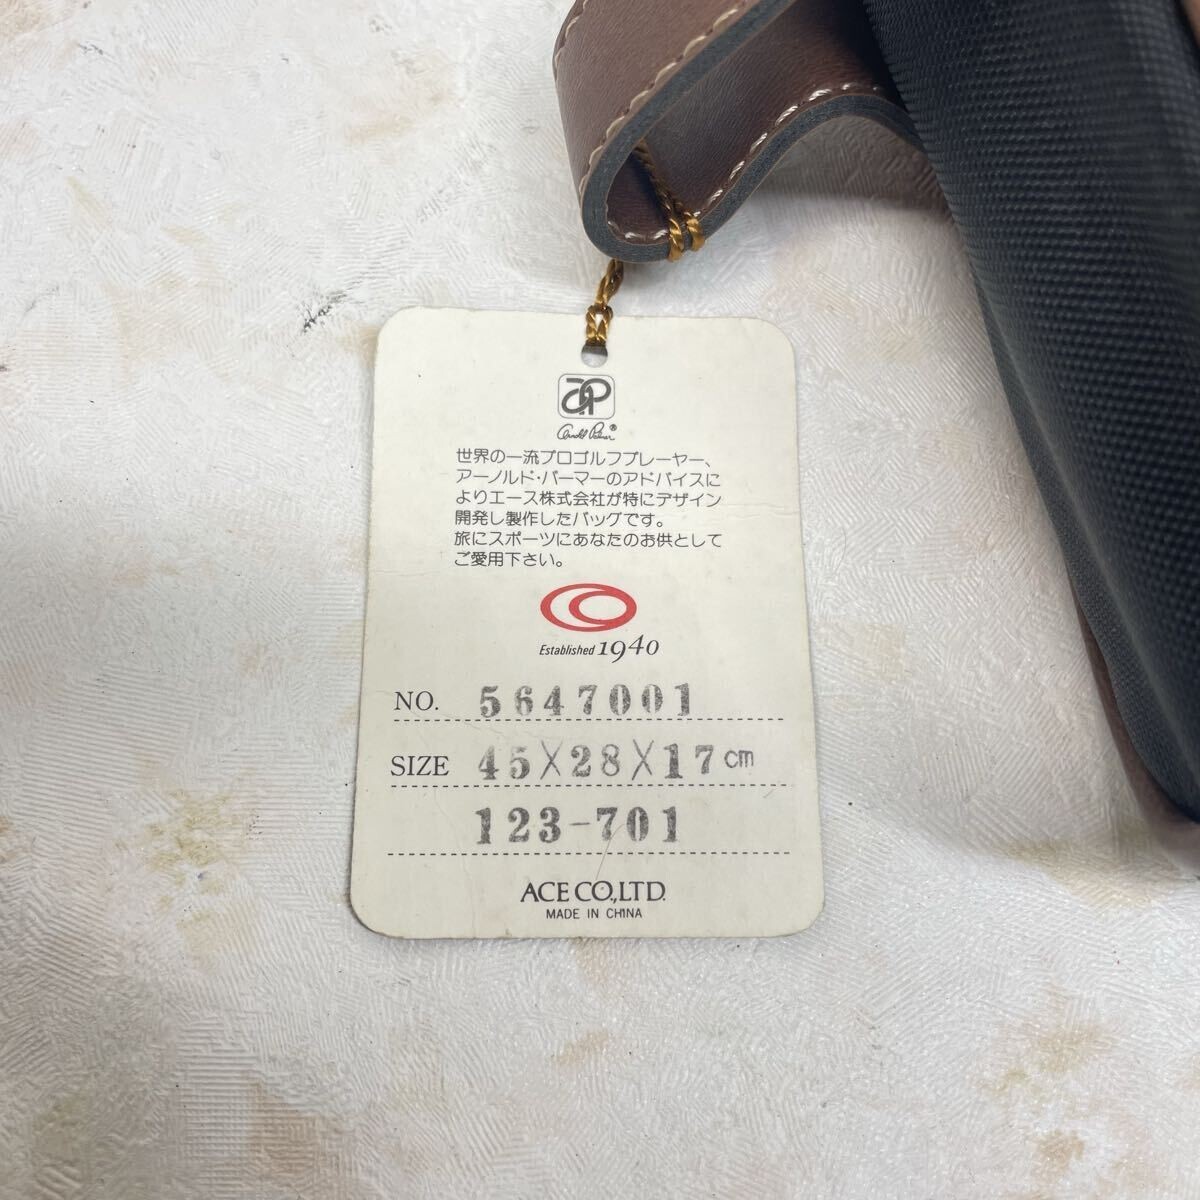 ap
Arnold Palmer®
世界の一流プロゴルフプレーヤー、
アーノルド・パーマーのアドバイスに
よりエース株式会社が特にデザイン
開発し製作したバッグです。
旅にスポーツにあなたのお供として
ご愛用下さい。
Established 1940
NO. 5647001
SIZE 45×28×17cm
123-701
ACE CO.,LTD.
MADE IN CHINA